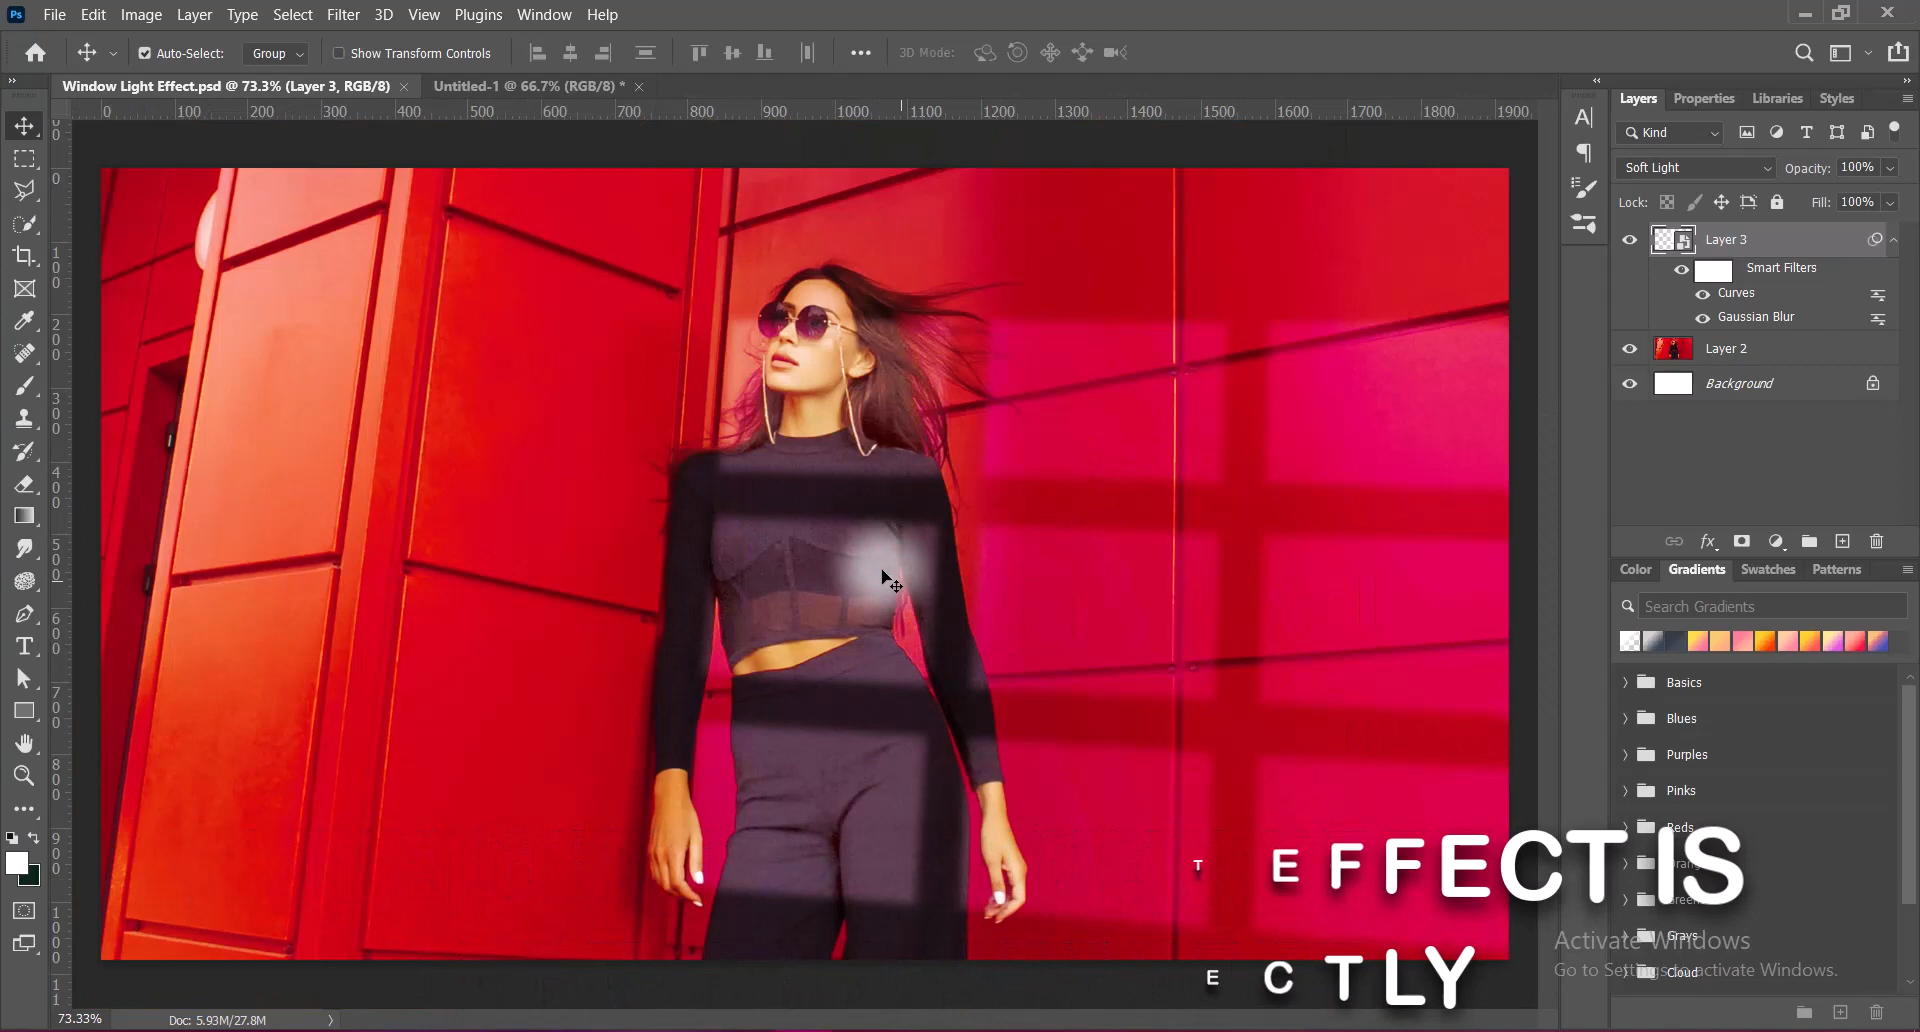 Ps File Edit Image Layer Type Select Filter 3D View Plugins Window Help
Auto-Select: Group Show Transform Controls 3D Mode:
Window Light Effect.psd @ 73.3% (Layer 3, RGB/8) Untitled-1 @ 66.7% (RGB/8) *
0 100 200 300 400 500 600 700 800 900 1000 1100 1200 1300 1400 1500 1600 1700 1800 1900
Layers Properties Libraries Styles
Kind
Soft Light Opacity: 100%
Lock: Fill: 100%
Layer 3
Smart Filters
Curves
Gaussian Blur
Layer 2
Background
fx
Color Gradients Swatches Patterns
Search Gradients
Basics
Blues
Purples
Pinks
Reds
Grays
Cloud
T EFFECT IS
E CTLY
Activate Windows
Go to Settings to activate Windows.
73.33% Doc: 5.93M/27.8M